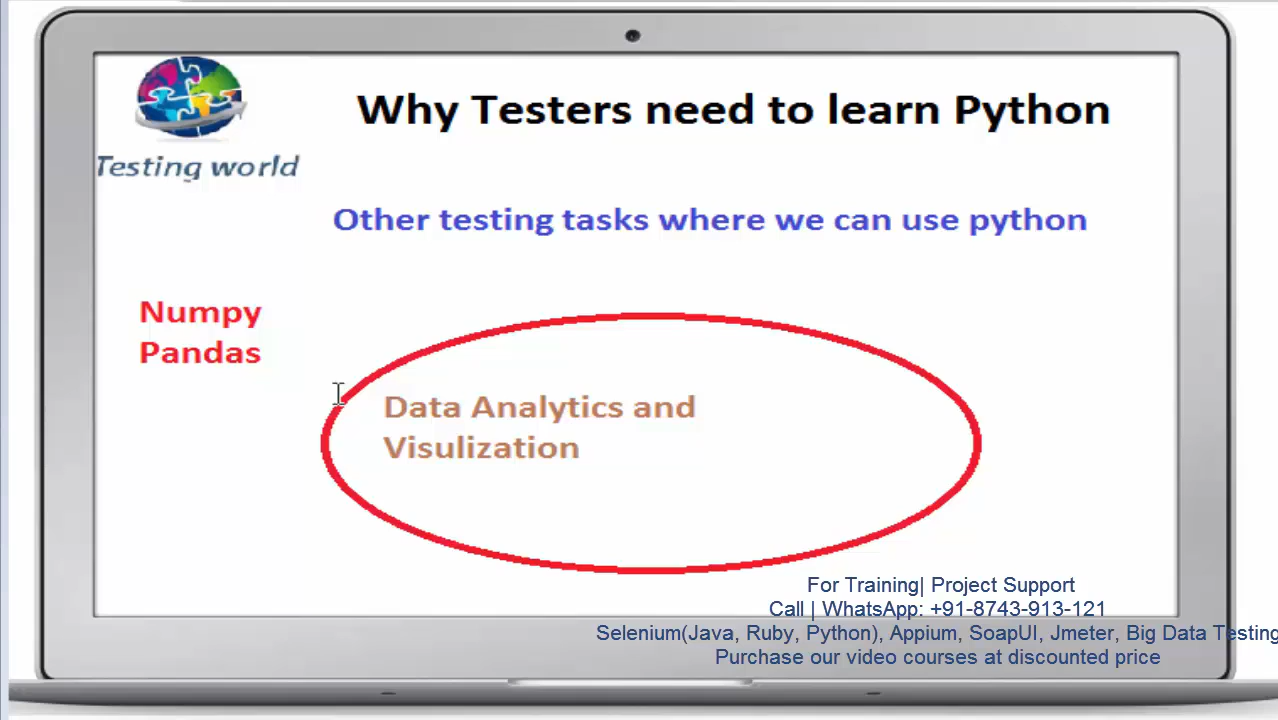 Why Testers need to learn Python
Testing world
Other testing tasks where we can use python
Numpy
Pandas
Data Analytics and
Visulization
For Training| Project Support
Call | WhatsApp: +91-8743-913-121
Selenium(Java, Ruby, Python), Appium, SoapUI, Jmeter, Big Data Testing
Purchase our video courses at discounted price